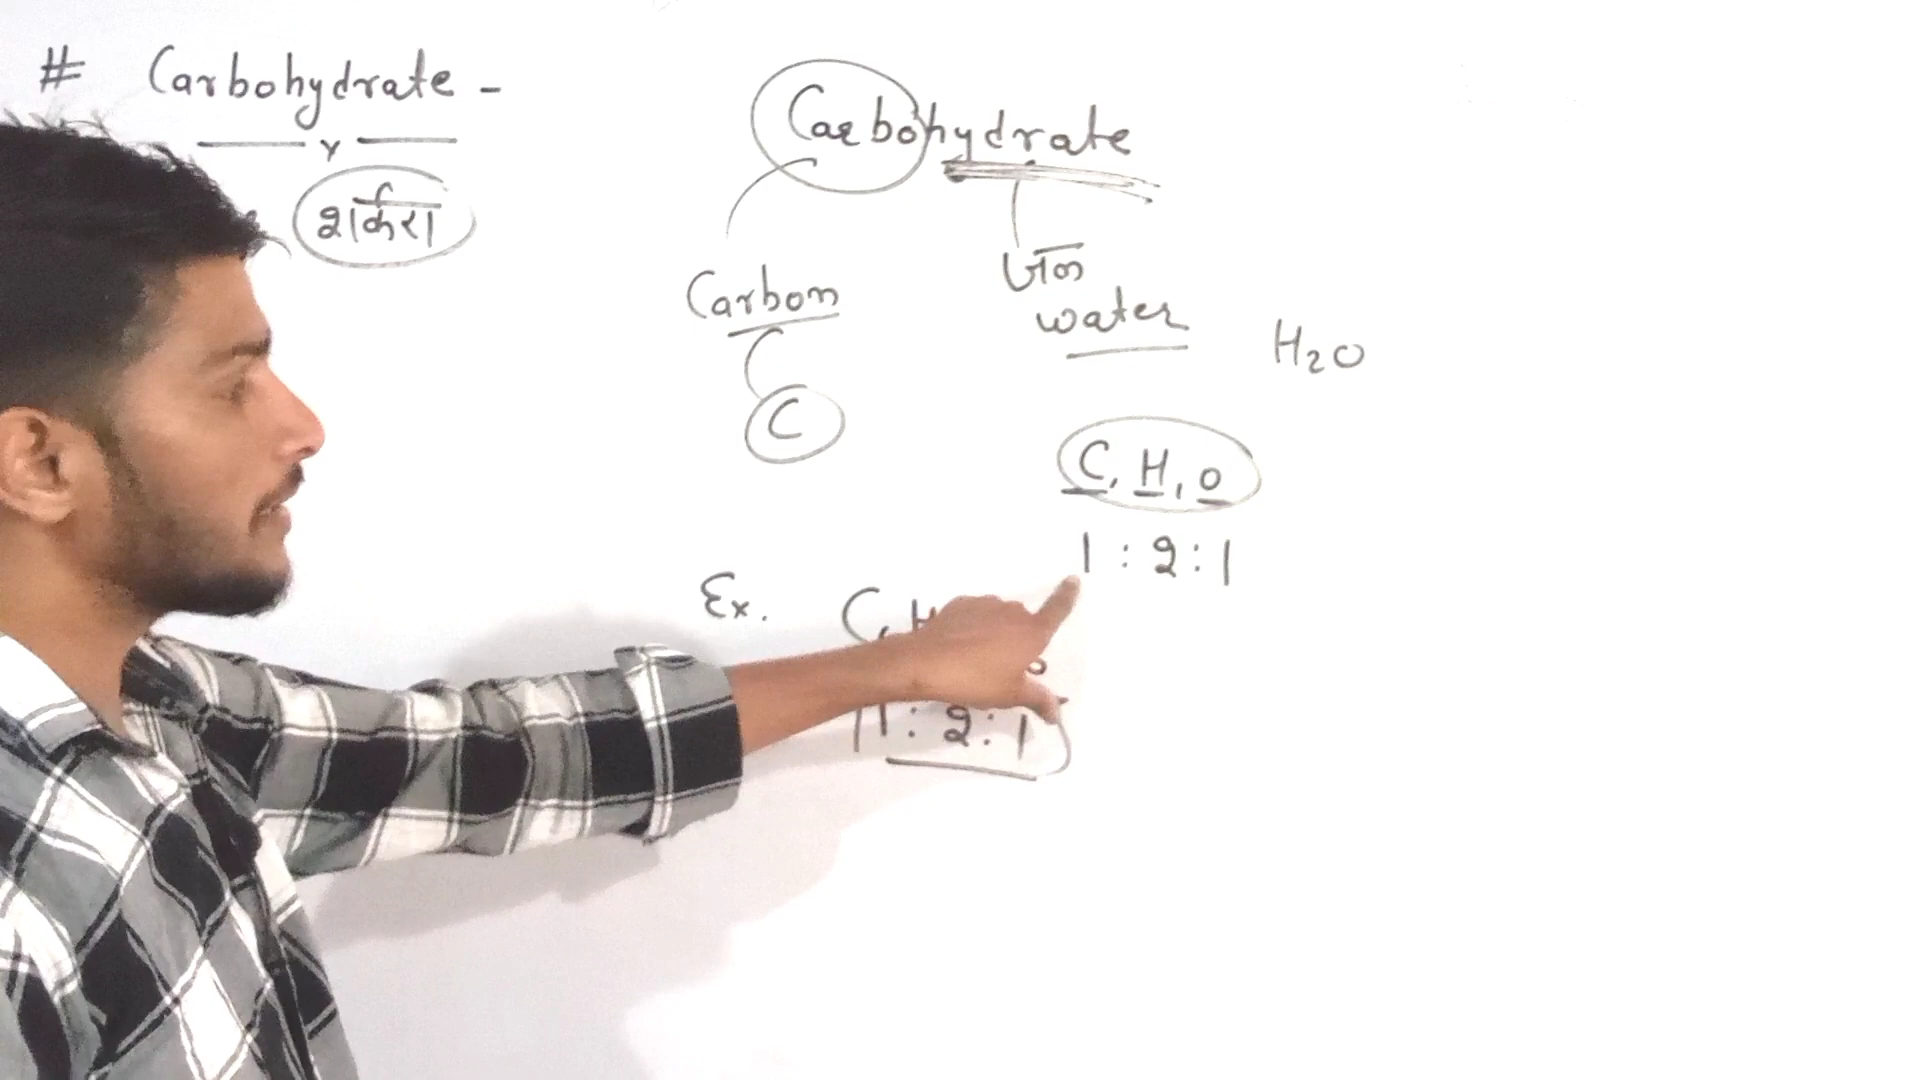 # Carbohydrate -
शर्करा
Carbohydrate
Carbon
जल
water
H₂O
C
C, H, O
1 : 2 : 1
Ex.
1 : 2 : 1